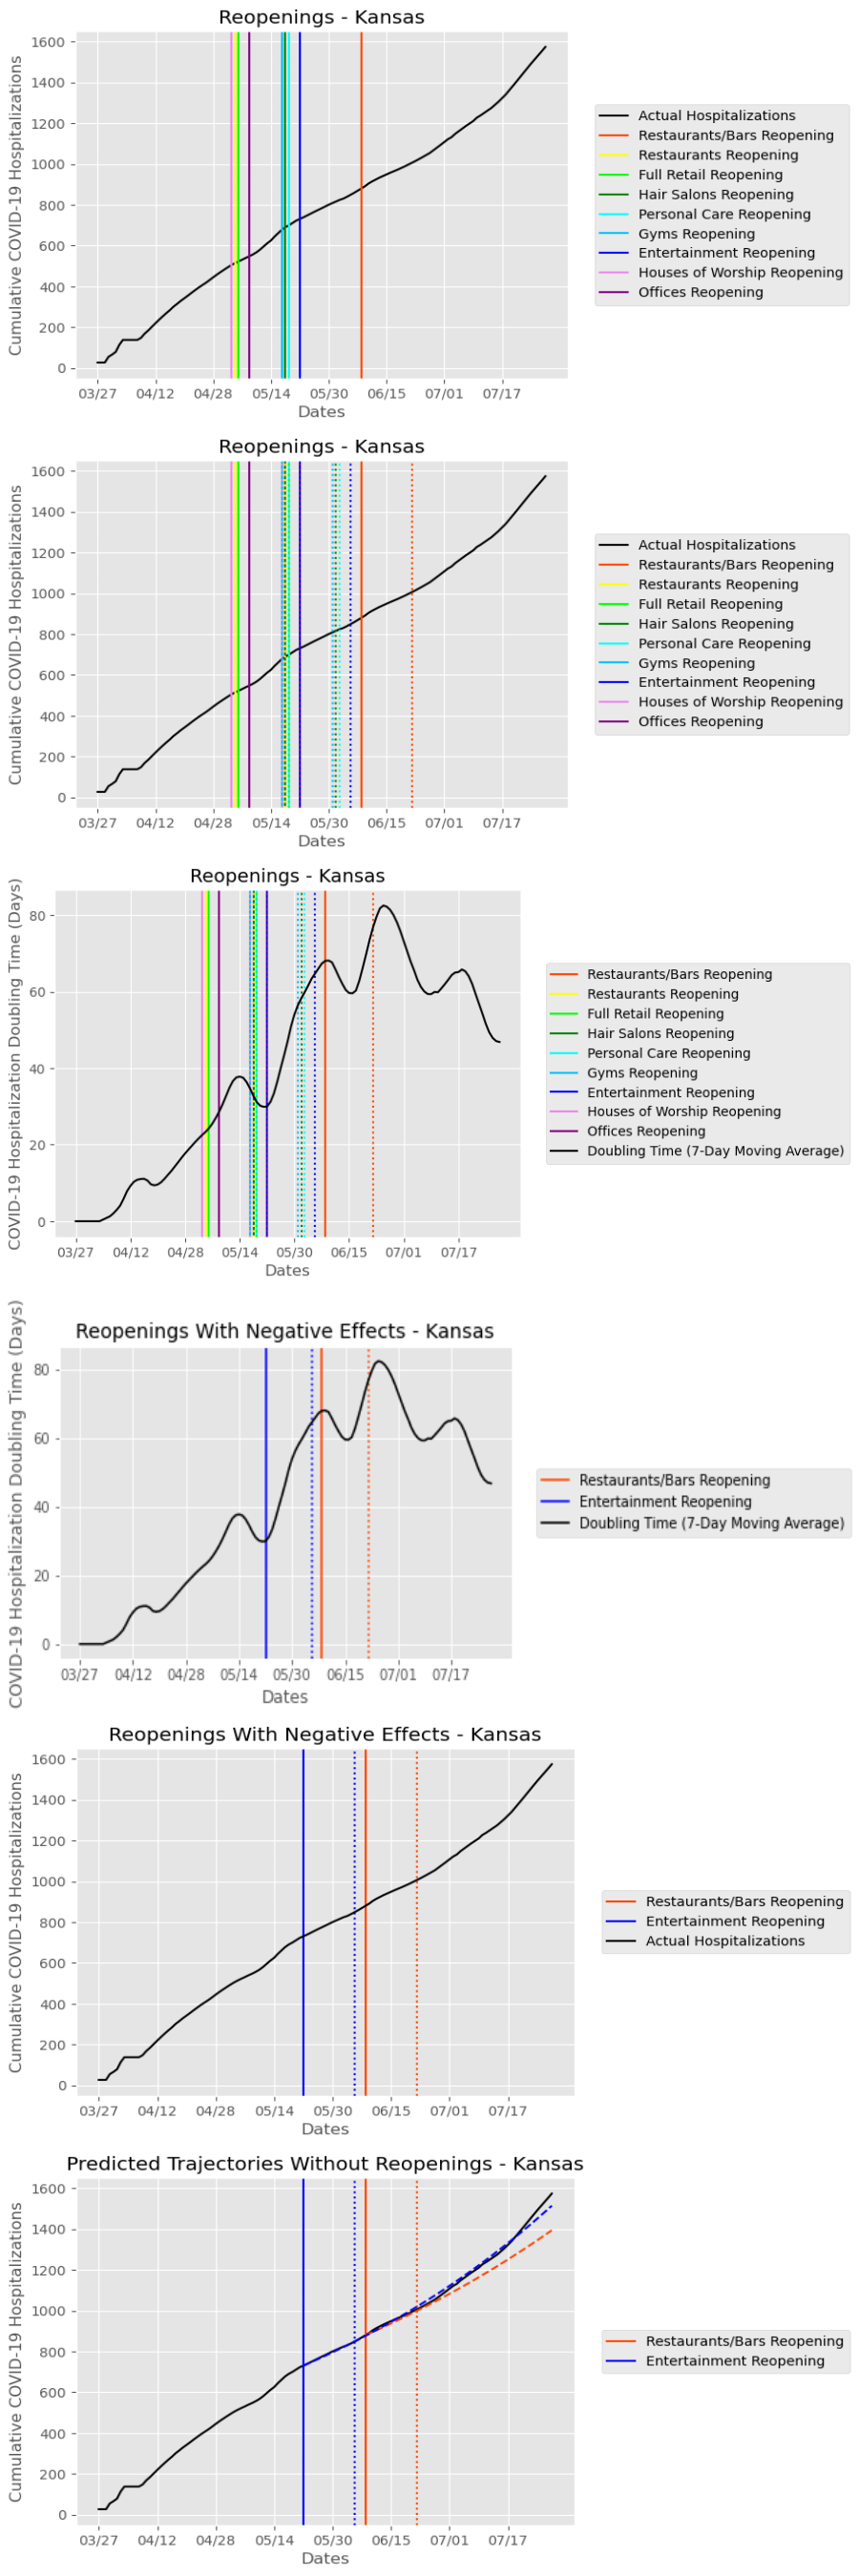 Reopenings - Kansas
Cumulative COVID-19 Hospitalizations
1600
1400
1200
1000
800
600
400
200
0
03/27 04/12 04/28 05/14 05/30 06/15 07/01 07/17
Dates
Actual Hospitalizations
Restaurants/Bars Reopening
Restaurants Reopening
Full Retail Reopening
Hair Salons Reopening
Personal Care Reopening
Gyms Reopening
Entertainment Reopening
Houses of Worship Reopening
Offices Reopening
Reopenings - Kansas
Cumulative COVID-19 Hospitalizations
1600
1400
1200
1000
800
600
400
200
0
03/27 04/12 04/28 05/14 05/30 06/15 07/01 07/17
Dates
Actual Hospitalizations
Restaurants/Bars Reopening
Restaurants Reopening
Full Retail Reopening
Hair Salons Reopening
Personal Care Reopening
Gyms Reopening
Entertainment Reopening
Houses of Worship Reopening
Offices Reopening
Reopenings - Kansas
COVID-19 Hospitalization Doubling Time (Days)
80
60
40
20
0
03/27 04/12 04/28 05/14 05/30 06/15 07/01 07/17
Dates
Restaurants/Bars Reopening
Restaurants Reopening
Full Retail Reopening
Hair Salons Reopening
Personal Care Reopening
Gyms Reopening
Entertainment Reopening
Houses of Worship Reopening
Offices Reopening
Doubling Time (7-Day Moving Average)
Reopenings With Negative Effects - Kansas
COVID-19 Hospitalization Doubling Time (Days)
80
60
40
20
0
03/27 04/12 04/28 05/14 05/30 06/15 07/01 07/17
Dates
Restaurants/Bars Reopening
Entertainment Reopening
Doubling Time (7-Day Moving Average)
Reopenings With Negative Effects - Kansas
Cumulative COVID-19 Hospitalizations
1600
1400
1200
1000
800
600
400
200
0
03/27 04/12 04/28 05/14 05/30 06/15 07/01 07/17
Dates
Restaurants/Bars Reopening
Entertainment Reopening
Actual Hospitalizations
Predicted Trajectories Without Reopenings - Kansas
Cumulative COVID-19 Hospitalizations
1600
1400
1200
1000
800
600
400
200
0
03/27 04/12 04/28 05/14 05/30 06/15 07/01 07/17
Dates
Restaurants/Bars Reopening
Entertainment Reopening